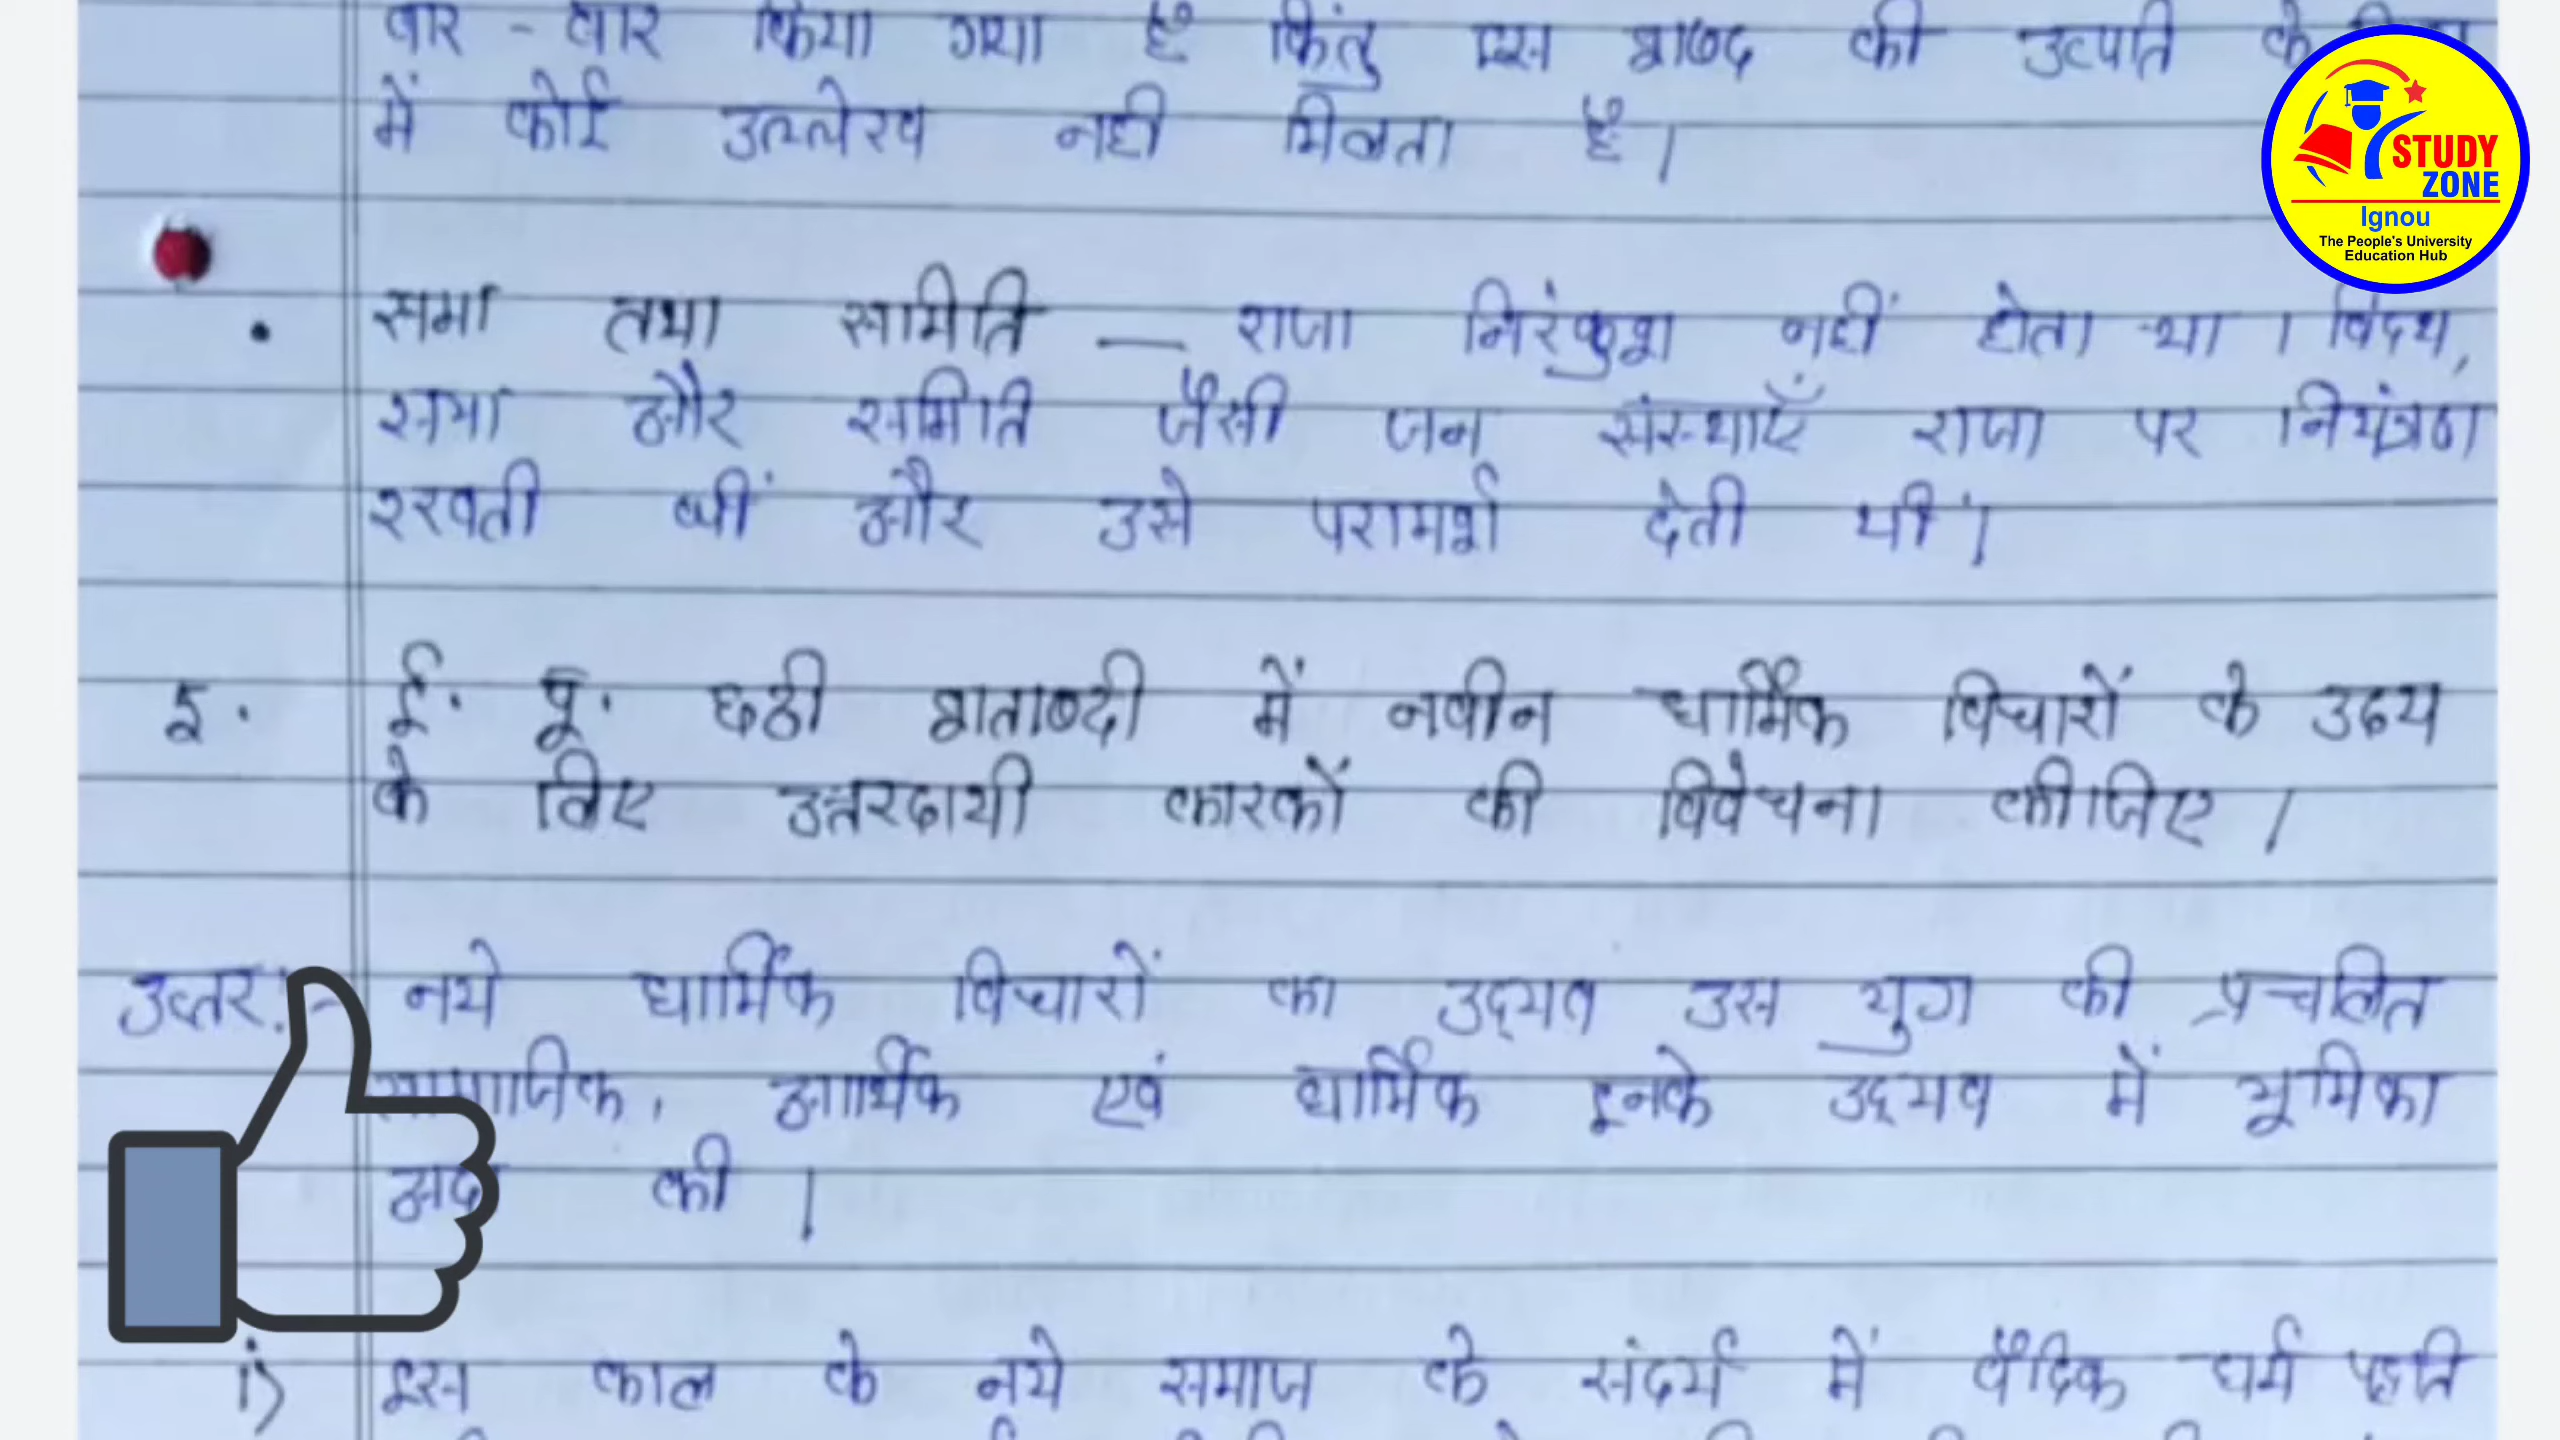 बार - बार किया गया है किंतु इस शब्द की उत्पति के
में कोई उल्लेख नही मिलता है।
• सभा तथा समिति — राजा निरंकुश नहीं होता था। विदथ,
सभा और समिति जैसी जन संस्थाएँ राजा पर नियंत्रण
रखती थीं और उसे परामर्श देती थीं।
ई. पू. छठी शताब्दी में नवीन धार्मिक विचारों के उदय
के लिए उत्तरदायी कारकों की विवेचना कीजिए।
उत्तर:- नये धार्मिक विचारों का उद्भव उस युग की प्रचलित
सामाजिक, आर्थिक एवं धार्मिक इनके उद्भव में भूमिका
अदा की।
i) इस काल के नये समाज के संदर्भ में वैदिक धर्म पद्दति
STUDY
ZONE
Ignou
The People's University
Education Hub